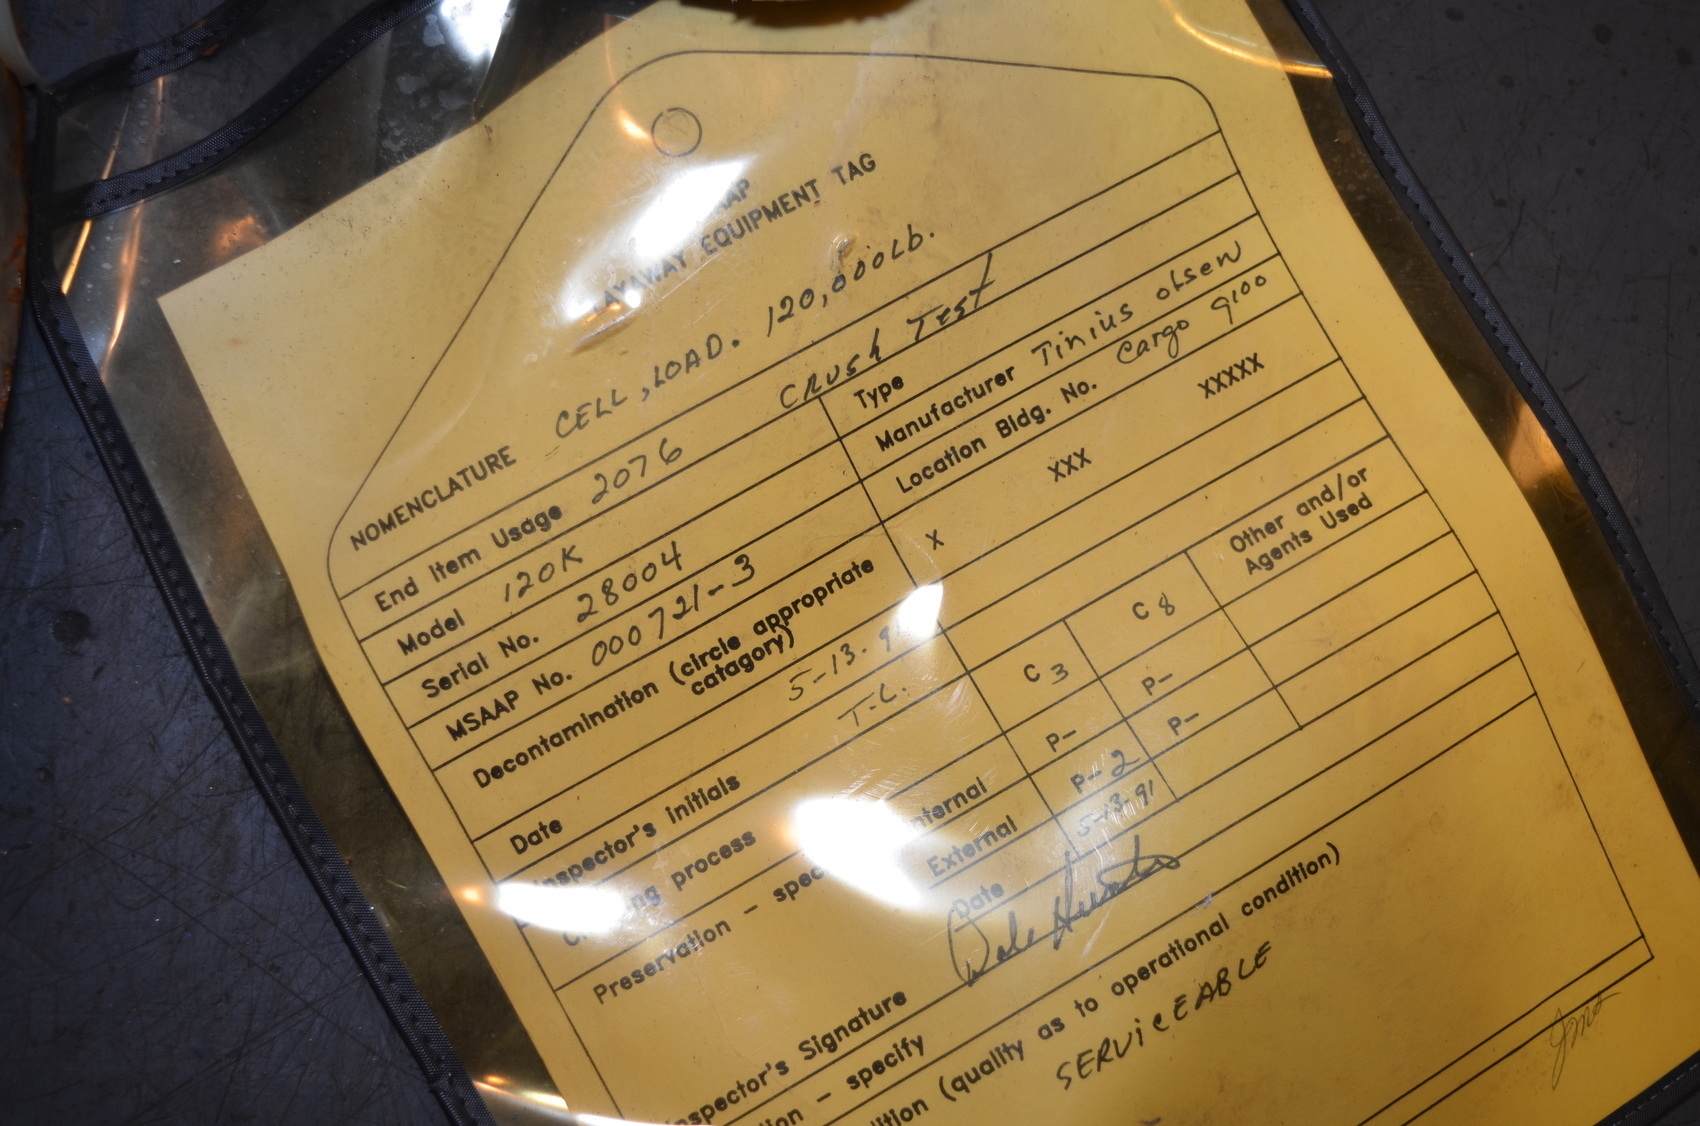 EQUIPMENT TAG
NOMENCLATURE CELL, LOAD. 120,000Lb.
End Item Usage 2076 CRUSH TEST
Model 120K Type
Serial No. 28004 Manufacturer Tinius olsen
MSAAP No. 000721-3 Location Bldg. No. Cargo 9100
Decontamination (circle appropriate catagory) X XXX XXXXX
Date 5-13-91
Inspector's initials T.L.
process C 3 C 8 Other and/or Agents Used
Preservation - Internal P- P-
External P-2 P-
Date 5-13-91
Inspector's Signature Dale Hunter
- specify
(quality as to operational condition)
SERViCEABLE